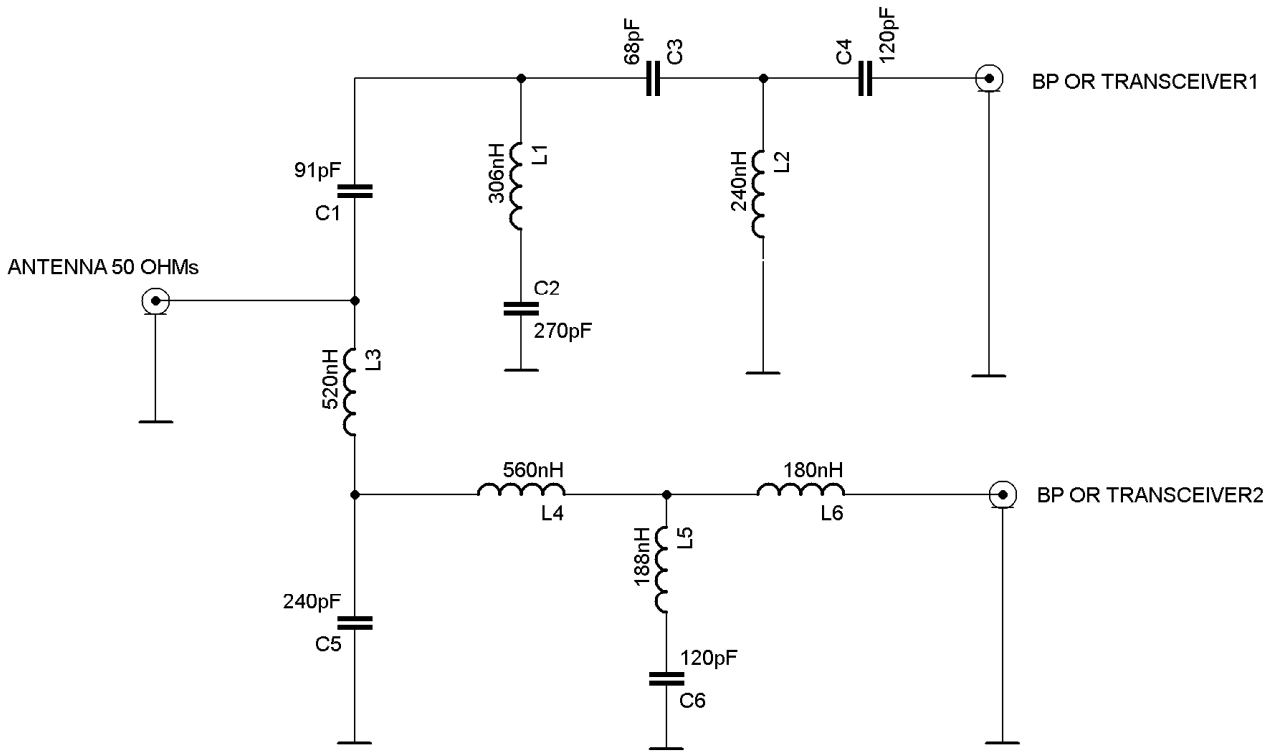 68pF
C3
C4
120pF
BP OR TRANSCEIVER1
306nH
L1
240nH
L2
91pF
C1
ANTENNA 50 OHMs
C2
270pF
520nH
L3
560nH
L4
180nH
L6
BP OR TRANSCEIVER2
188nH
L5
240pF
C5
120pF
C6